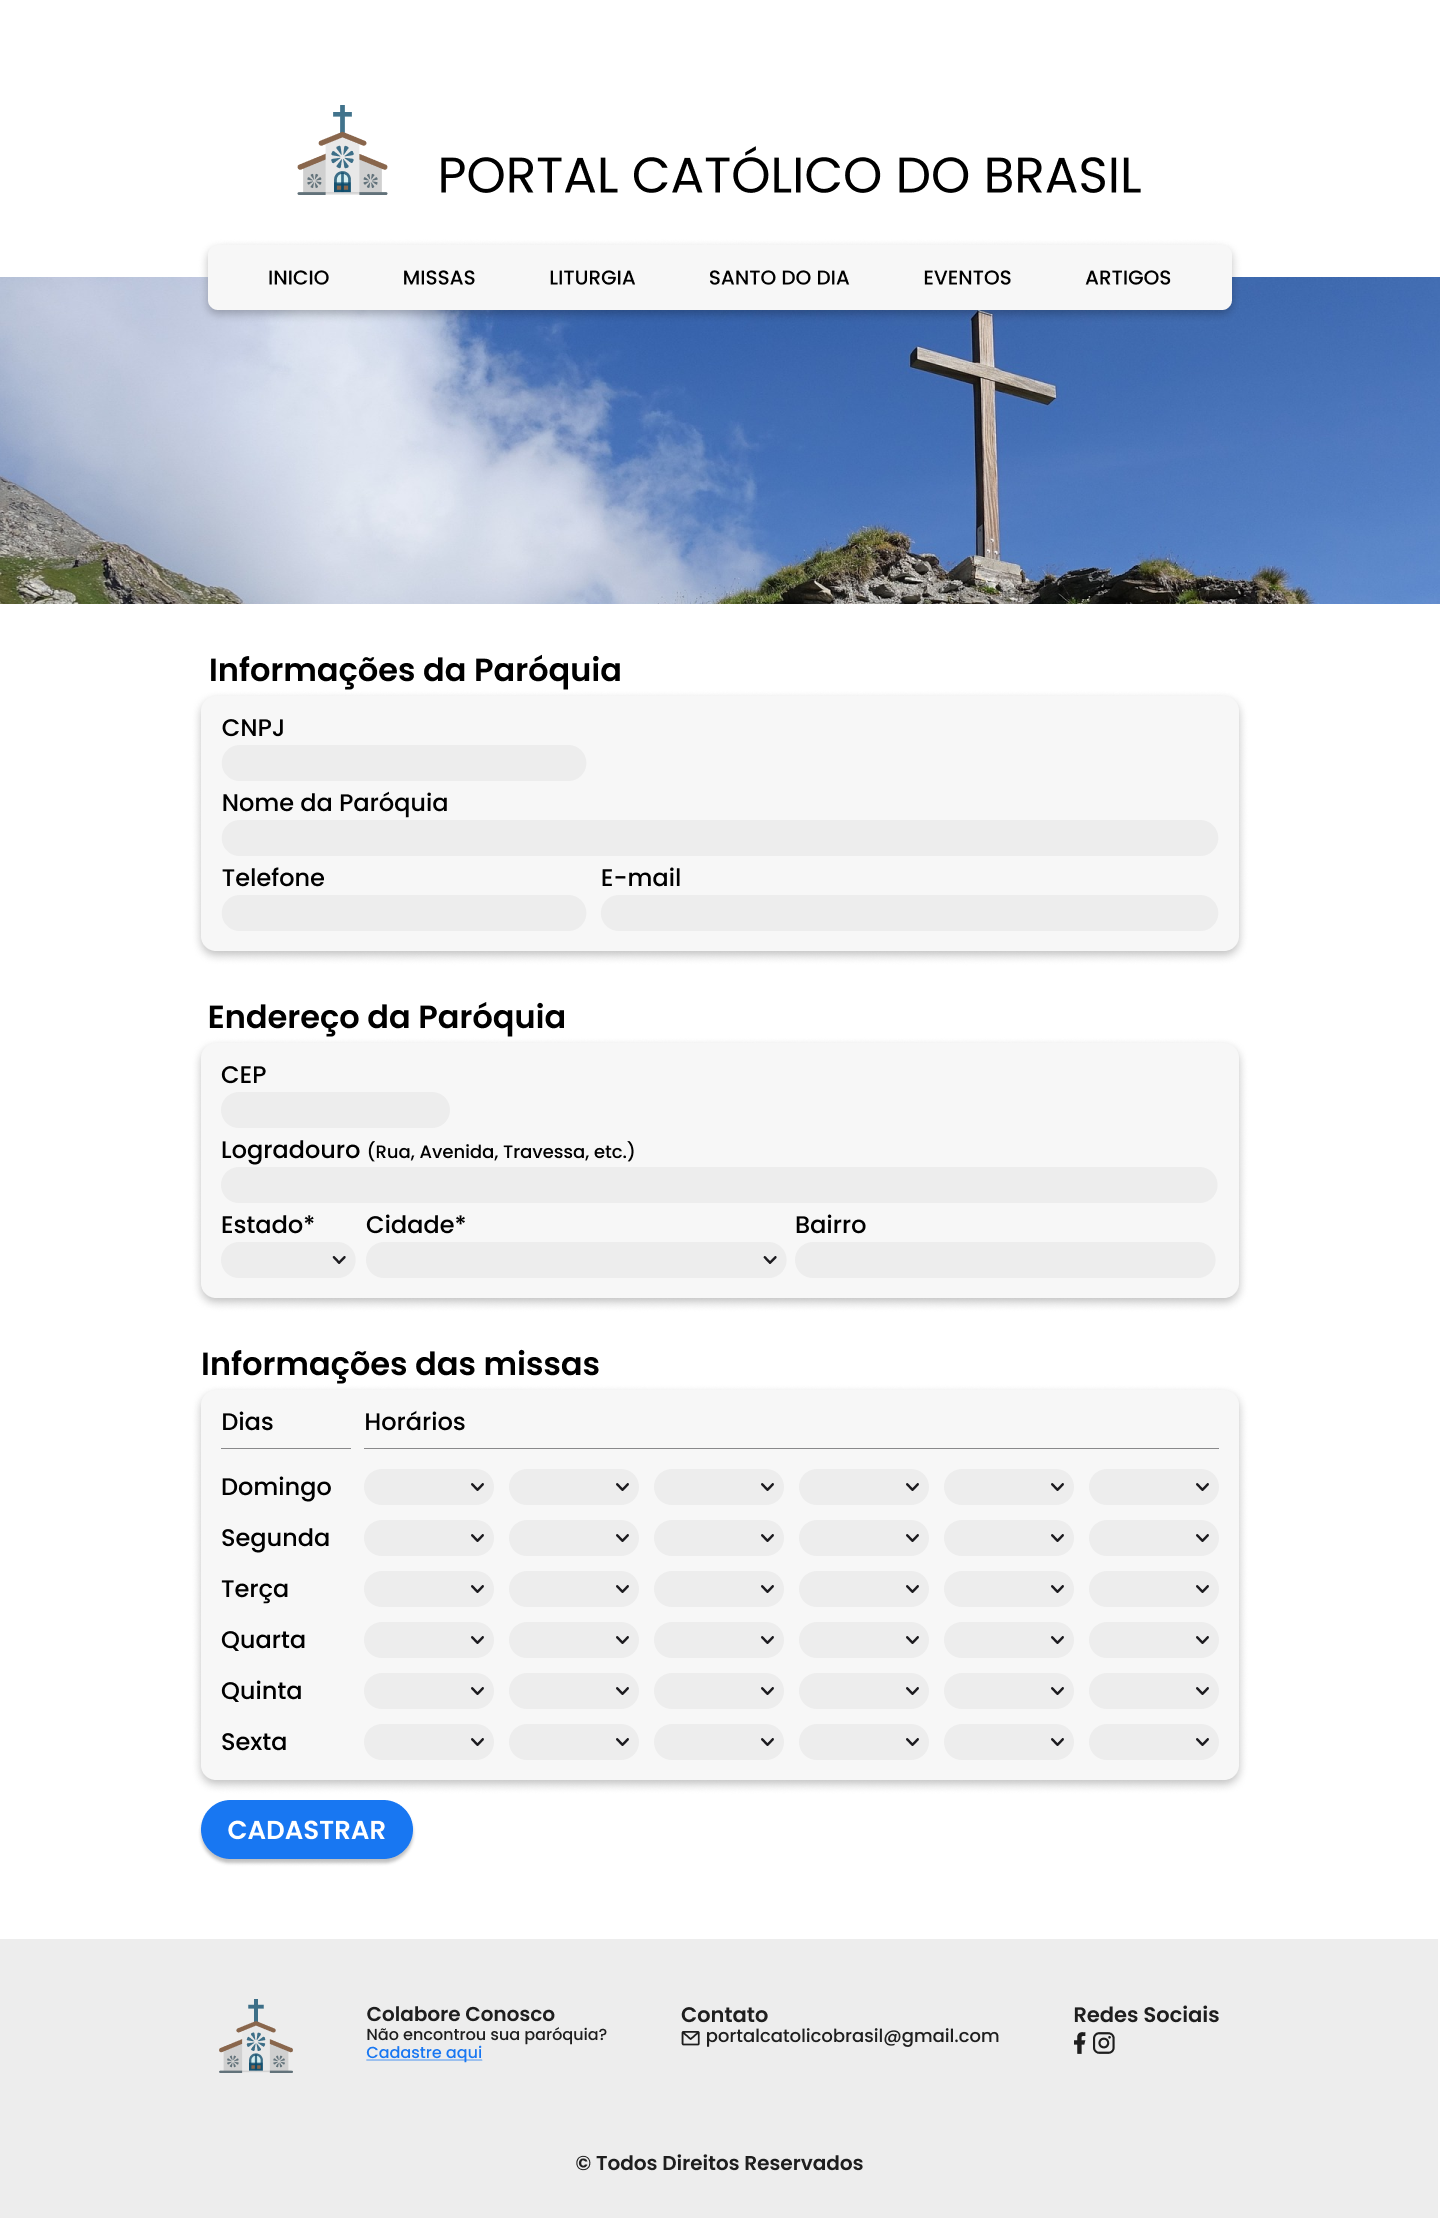 PORTAL CATÓLICO DO BRASIL
INICIO MISSAS LITURGIA SANTO DO DIA EVENTOS ARTIGOS
Informações da Paróquia
CNPJ
Nome da Paróquia
Telefone E-mail
Endereço da Paróquia
CEP
Logradouro (Rua, Avenida, Travessa, etc.)
Estado* Cidade* Bairro
Informações das missas
Dias Horários
Domingo
Segunda
Terça
Quarta
Quinta
Sexta
CADASTRAR
Colabore Conosco
Não encontrou sua paróquia?
Cadastre aqui
Contato
portalcatolicobrasil@gmail.com
Redes Sociais
© Todos Direitos Reservados